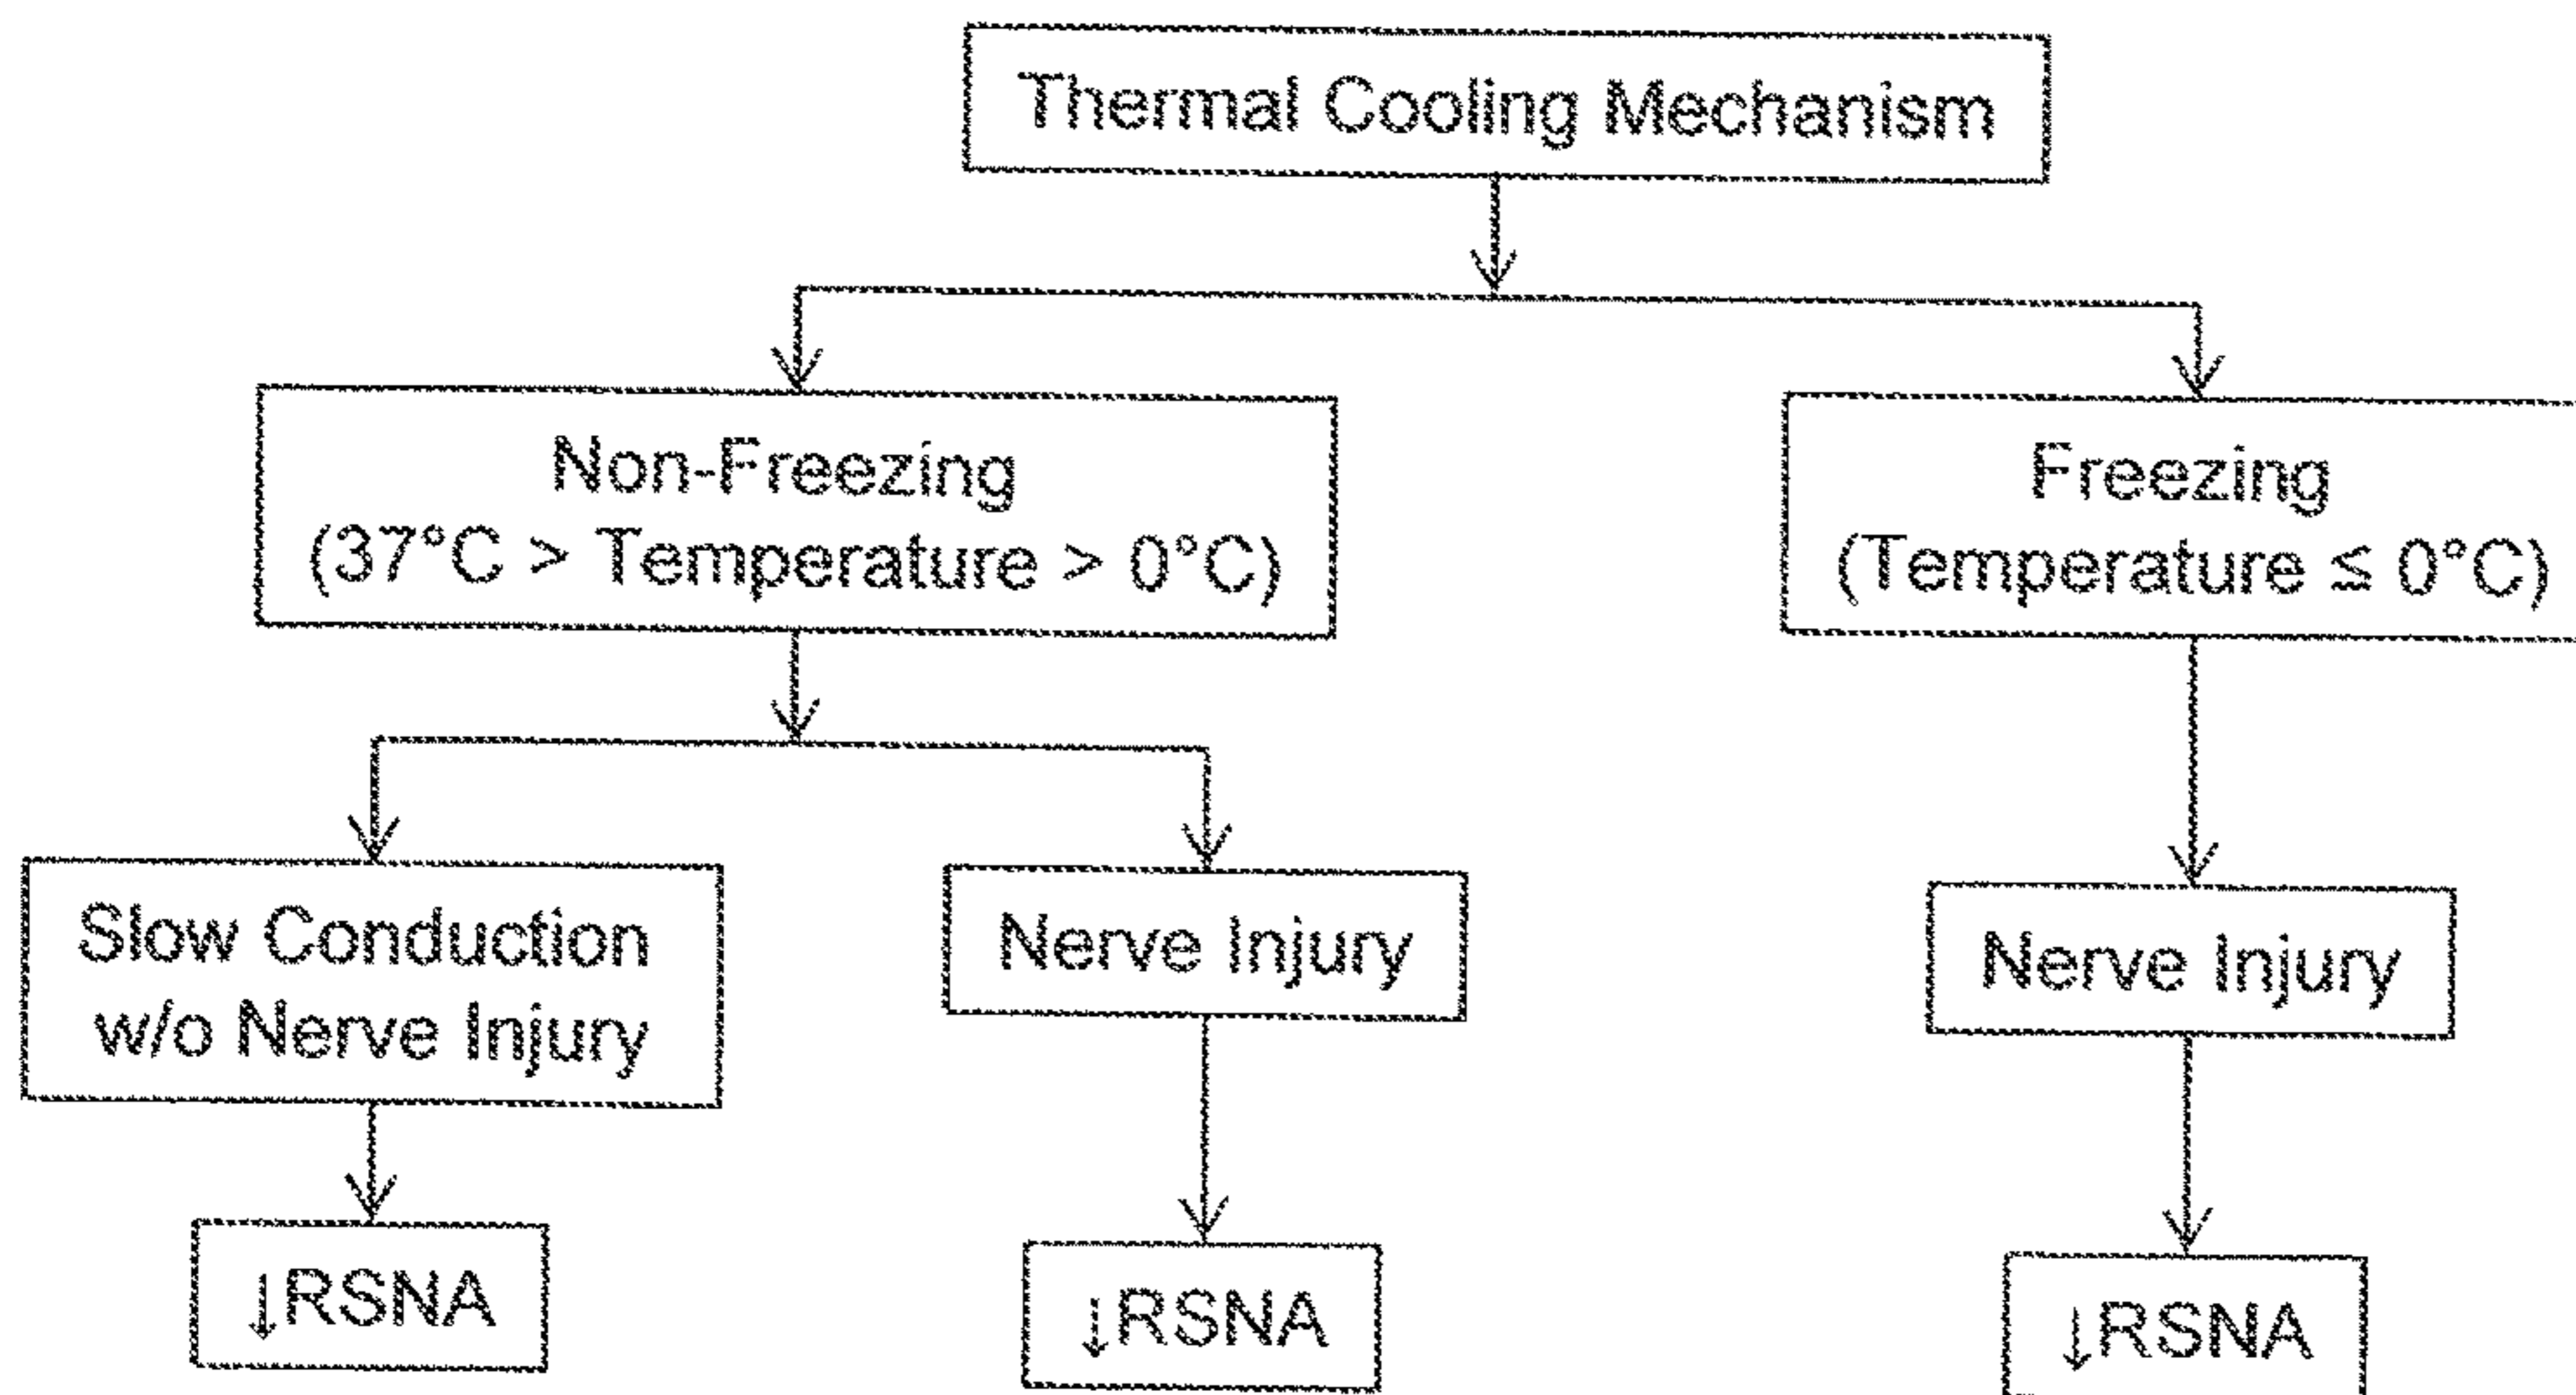 Thermal Cooling Mechanism
Non-Freezing
(37°C > Temperature > 0°C)
Freezing
(Temperature ≤ 0°C)
Slow Conduction
w/o Nerve Injury
Nerve Injury
Nerve Injury
↓RSNA
↓RSNA
↓RSNA